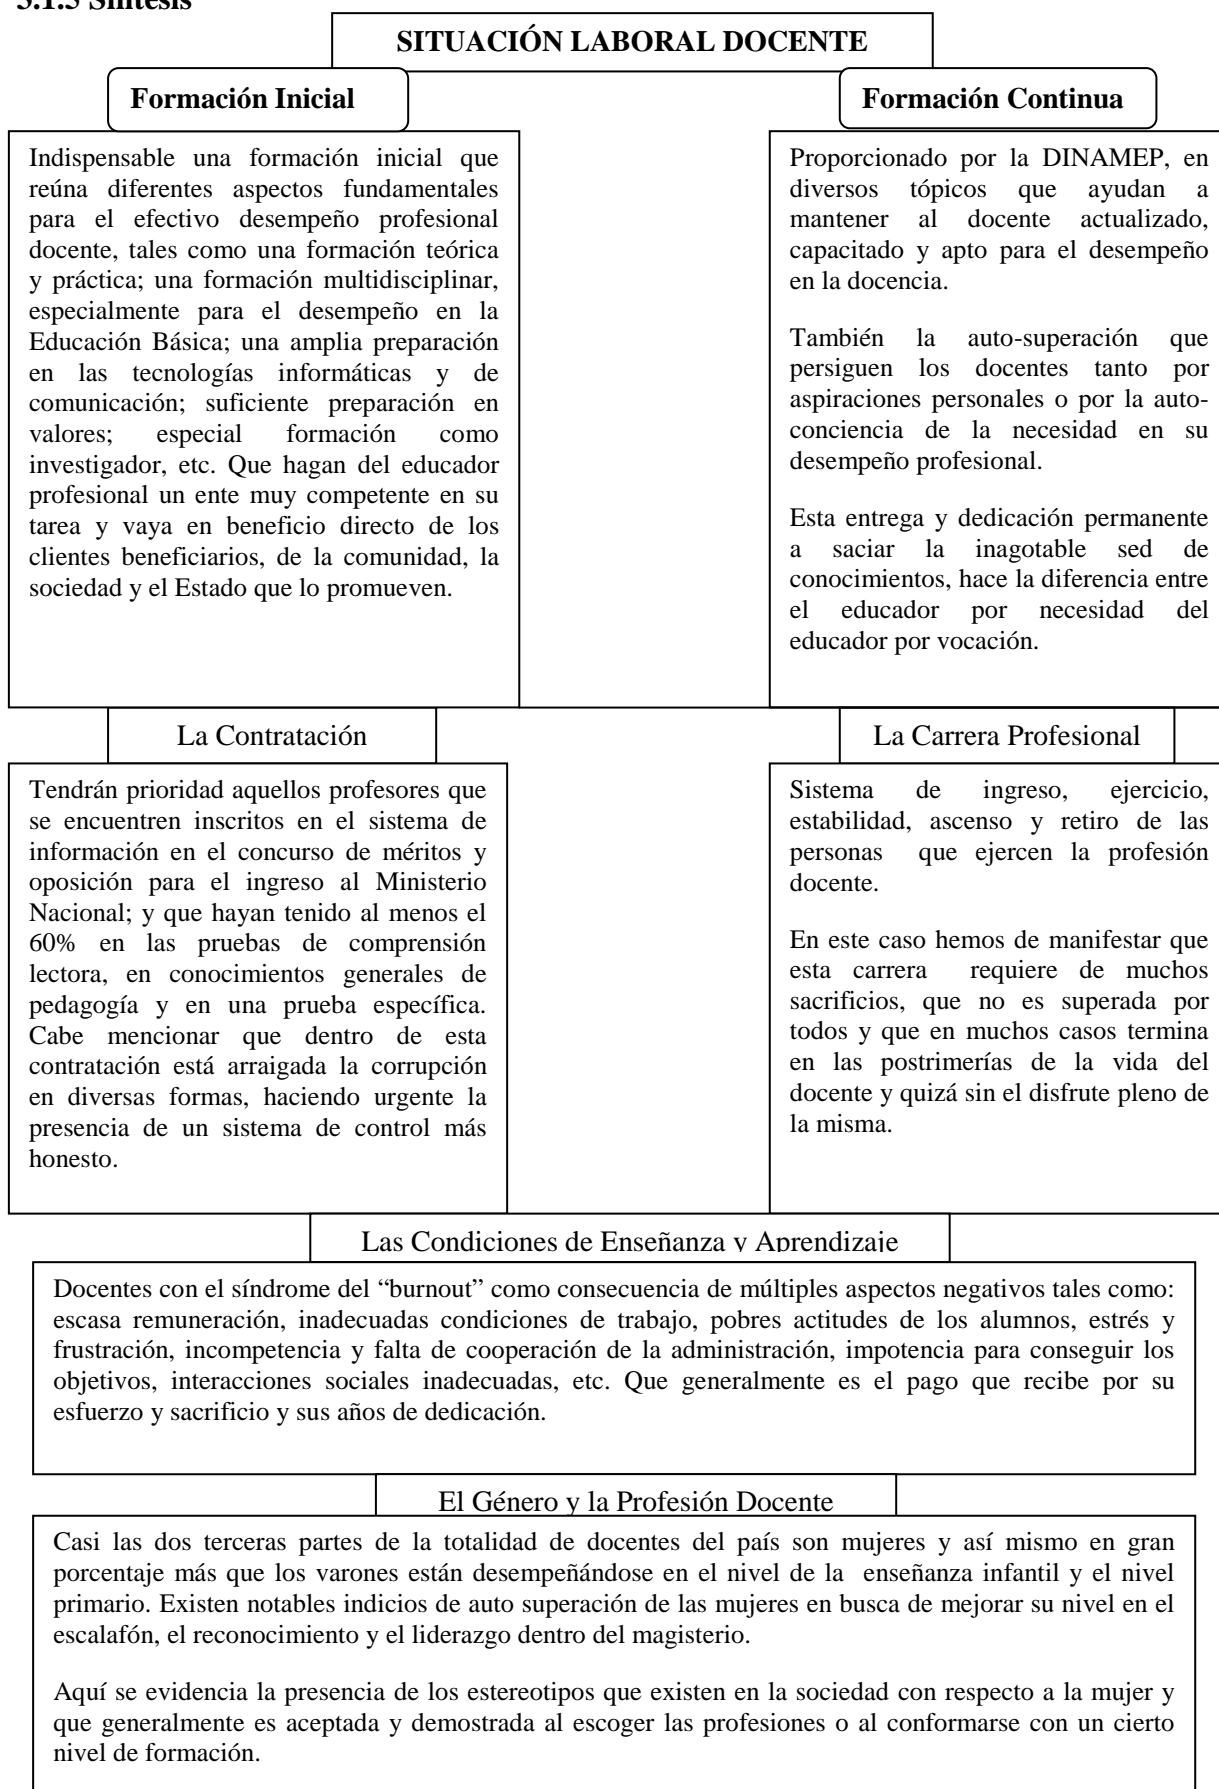 3.1.5 Síntesis
SITUACIÓN LABORAL DOCENTE
Formación Inicial
Indispensable una formación inicial que
reúna diferentes aspectos fundamentales
para el efectivo desempeño profesional
docente, tales como una formación teórica
y práctica; una formación multidisciplinar,
especialmente para el desempeño en la
Educación Básica; una amplia preparación
en las tecnologías informáticas y de
comunicación; suficiente preparación en
valores; especial formación como
investigador, etc. Que hagan del educador
profesional un ente muy competente en su
tarea y vaya en beneficio directo de los
clientes beneficiarios, de la comunidad, la
sociedad y el Estado que lo promueven.
Formación Continua
Proporcionado por la DINAMEP, en
diversos tópicos que ayudan a
mantener al docente actualizado,
capacitado y apto para el desempeño
en la docencia.
También la auto-superación que
persiguen los docentes tanto por
aspiraciones personales o por la auto-
conciencia de la necesidad en su
desempeño profesional.
Esta entrega y dedicación permanente
a saciar la inagotable sed de
conocimientos, hace la diferencia entre
el educador por necesidad del
educador por vocación.
La Contratación
Tendrán prioridad aquellos profesores que
se encuentren inscritos en el sistema de
información en el concurso de méritos y
oposición para el ingreso al Ministerio
Nacional; y que hayan tenido al menos el
60% en las pruebas de comprensión
lectora, en conocimientos generales de
pedagogía y en una prueba específica.
Cabe mencionar que dentro de esta
contratación está arraigada la corrupción
en diversas formas, haciendo urgente la
presencia de un sistema de control más
honesto.
La Carrera Profesional
Sistema de ingreso, ejercicio,
estabilidad, ascenso y retiro de las
personas que ejercen la profesión
docente.
En este caso hemos de manifestar que
esta carrera requiere de muchos
sacrificios, que no es superada por
todos y que en muchos casos termina
en las postrimerías de la vida del
docente y quizá sin el disfrute pleno de
la misma.
Las Condiciones de Enseñanza y Aprendizaje
Docentes con el síndrome del “burnout” como consecuencia de múltiples aspectos negativos tales como:
escasa remuneración, inadecuadas condiciones de trabajo, pobres actitudes de los alumnos, estrés y
frustración, incompetencia y falta de cooperación de la administración, impotencia para conseguir los
objetivos, interacciones sociales inadecuadas, etc. Que generalmente es el pago que recibe por su
esfuerzo y sacrificio y sus años de dedicación.
El Género y la Profesión Docente
Casi las dos terceras partes de la totalidad de docentes del país son mujeres y así mismo en gran
porcentaje más que los varones están desempeñándose en el nivel de la enseñanza infantil y el nivel
primario. Existen notables indicios de auto superación de las mujeres en busca de mejorar su nivel en el
escalafón, el reconocimiento y el liderazgo dentro del magisterio.
Aquí se evidencia la presencia de los estereotipos que existen en la sociedad con respecto a la mujer y
que generalmente es aceptada y demostrada al escoger las profesiones o al conformarse con un cierto
nivel de formación.